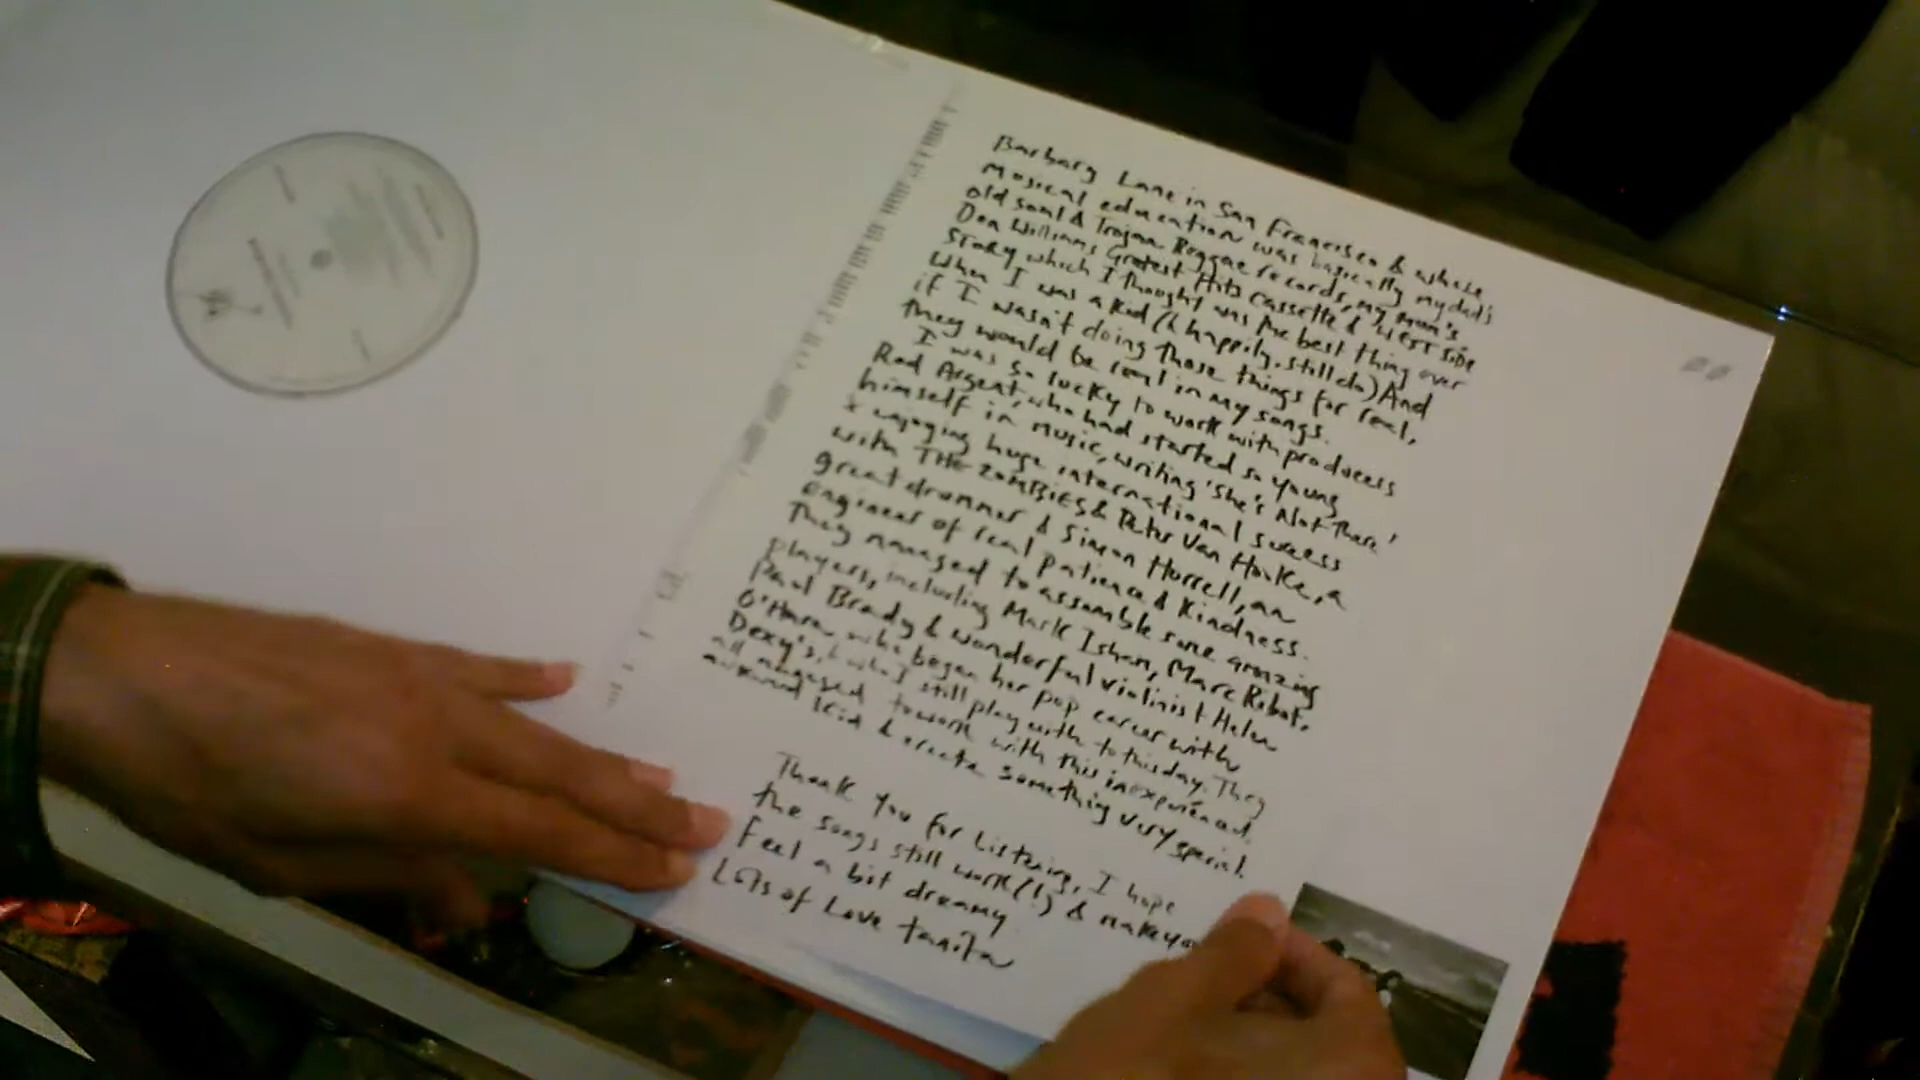 Barbary Lane in San Francisco & whose
musical education was basically my dad's
old soul & Trojan Reggae records, my mum's
Don Williams Gratest Hits cassette & WEST SIDE
STORY which I thought was the best thing ever
when I was a kid (& happily, still do) And
if I wasn't doing those things for real,
they would be real in my songs.
I was so lucky to work with producers
Rod Argent who had started so young
himself in music, writing 'She's Not There'
& enjoying huge international success
with THE ZOMBIES & Peter Van Hooke, a
great drummer & Simon Hurrell, an
engineer of real patience & kindness.
They managed to assemble some amazing
players, including Mark Isham, Marc Ribot,
Paul Brady & wonderful violinist Helen
O'Hara who began her pop career with
Dexy's, & who I still play with to this day. They
all managed to work with this inexperienced,
awkward kid & create something very special.
Thank you for listening, I hope
the songs still work (!) & make you
feel a bit dreamy
Lots of Love Tanita